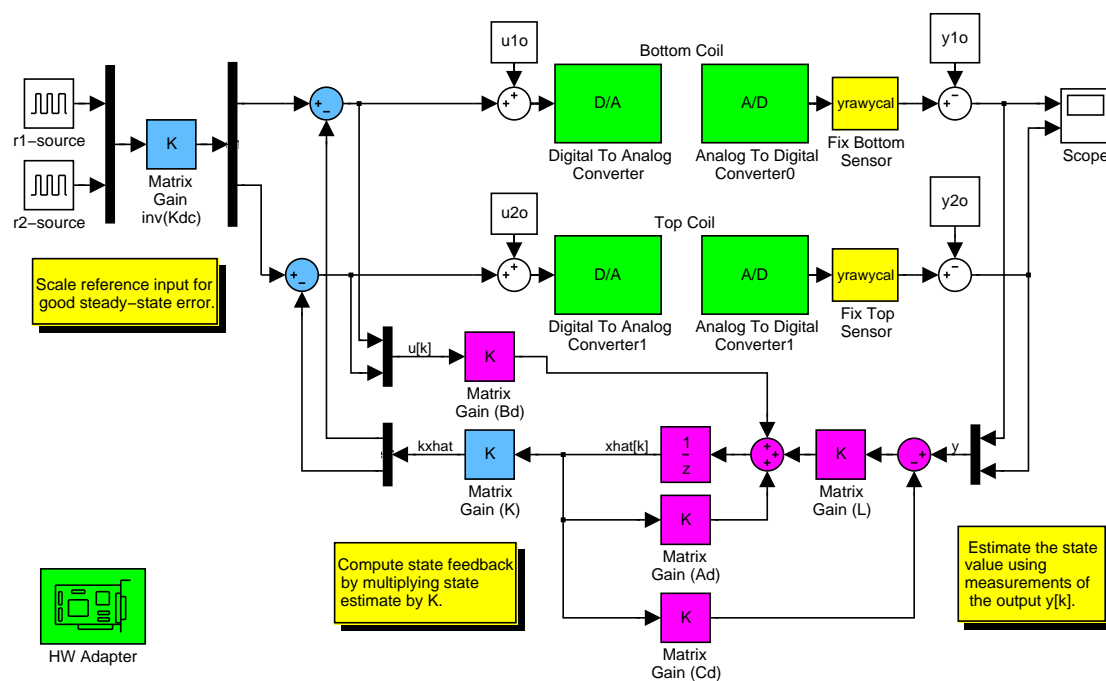 u1o
Bottom Coil
y1o
D/A
A/D
yrawycal
r1−source
Digital To Analog
Converter
Analog To Digital
Converter0
Fix Bottom
Sensor
Scope
K
Matrix
Gain
inv(Kdc)
r2−source
u2o
Top Coil
y2o
D/A
A/D
yrawycal
Digital To Analog
Converter1
Analog To Digital
Converter1
Fix Top
Sensor
Scale reference input for
good steady−state error.
u[k]
K
Matrix
Gain (Bd)
kxhat
K
Matrix
Gain (K)
xhat[k]
1
z
K
Matrix
Gain (L)
y
K
Matrix
Gain (Ad)
K
Matrix
Gain (Cd)
Compute state feedback
by multiplying state
estimate by K.
Estimate the state
value using
measurements of
the output y[k].
HW Adapter